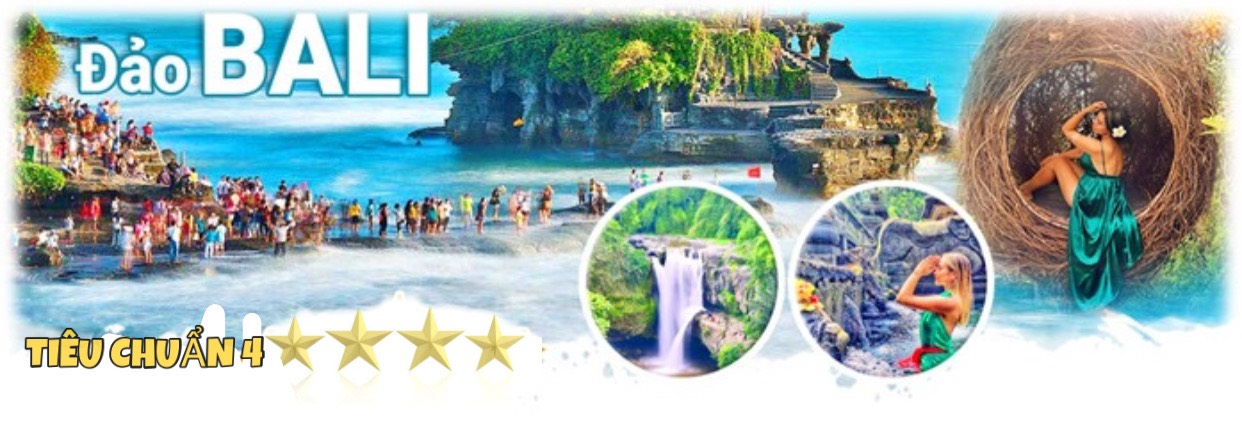 Đảo BALI
TIÊU CHUẨN 4